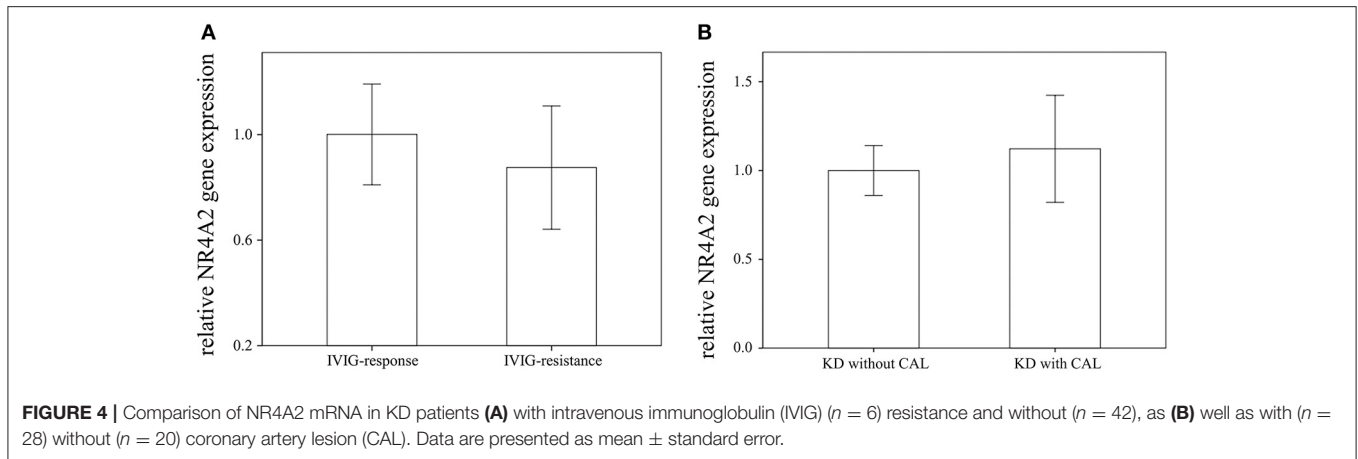 A
relative NR4A2 gene expression
1.0
0.6
0.2
IVIG-response IVIG-resistance
B
relative NR4A2 gene expression
1.5
1.0
0.5
0.0
KD without CAL KD with CAL
FIGURE 4 | Comparison of NR4A2 mRNA in KD patients (A) with intravenous immunoglobulin (IVIG) (n = 6) resistance and without (n = 42), as (B) well as with (n =
28) without (n = 20) coronary artery lesion (CAL). Data are presented as mean ± standard error.